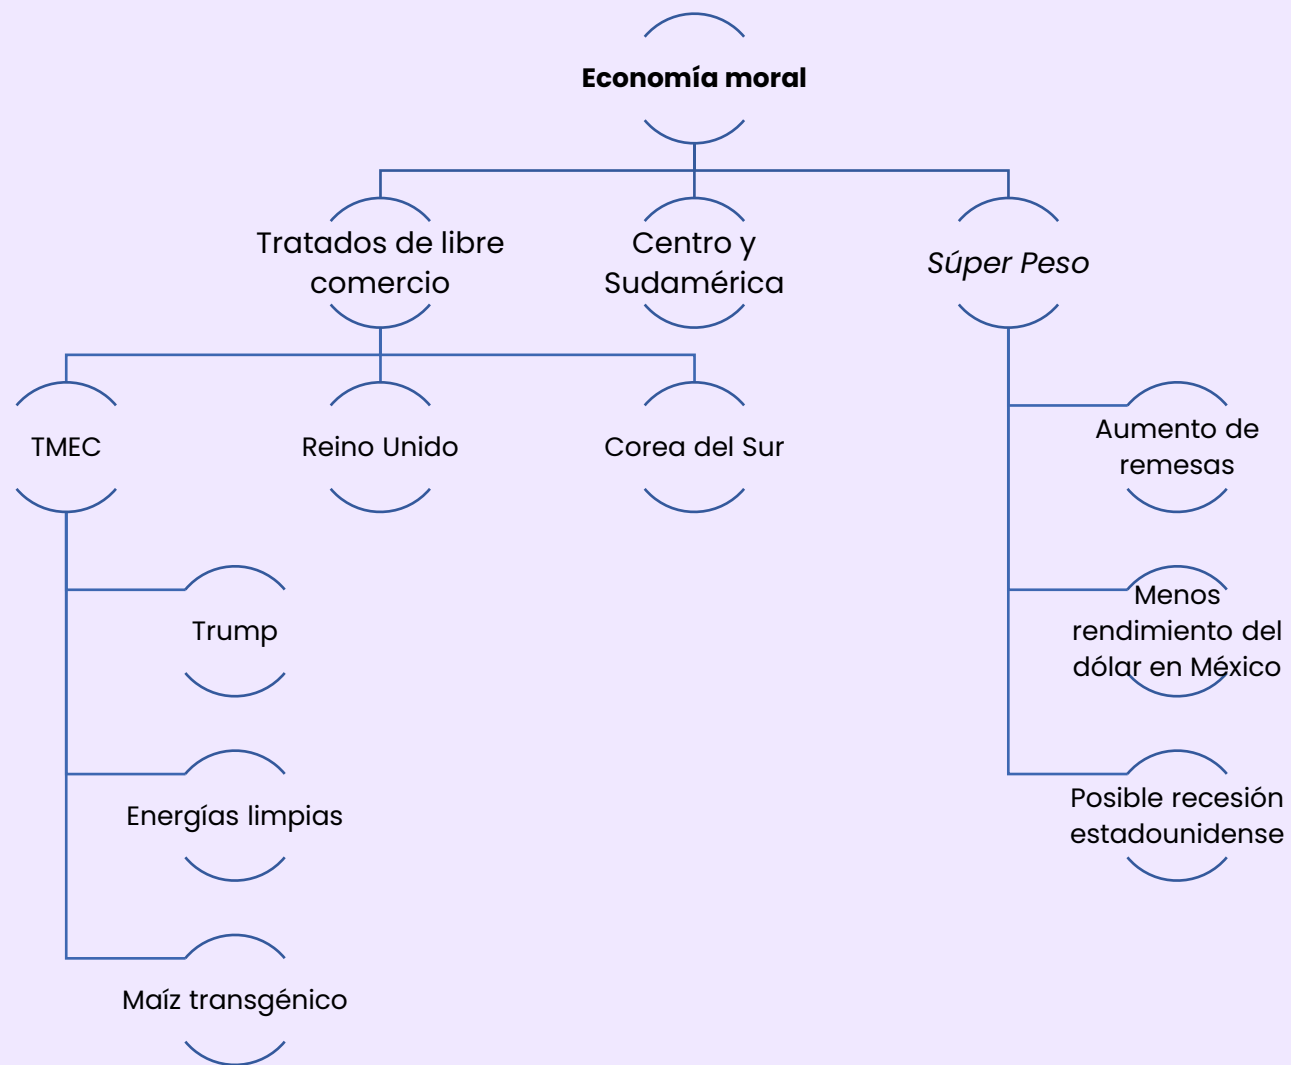 Economía moral
Tratados de libre
comercio
Centro y
Sudamérica
Súper Peso
TMEC
Reino Unido
Corea del Sur
Aumento de
remesas
Trump
Menos
rendimiento del
dólar en México
Energías limpias
Posible recesión
estadounidense
Maíz transgénico